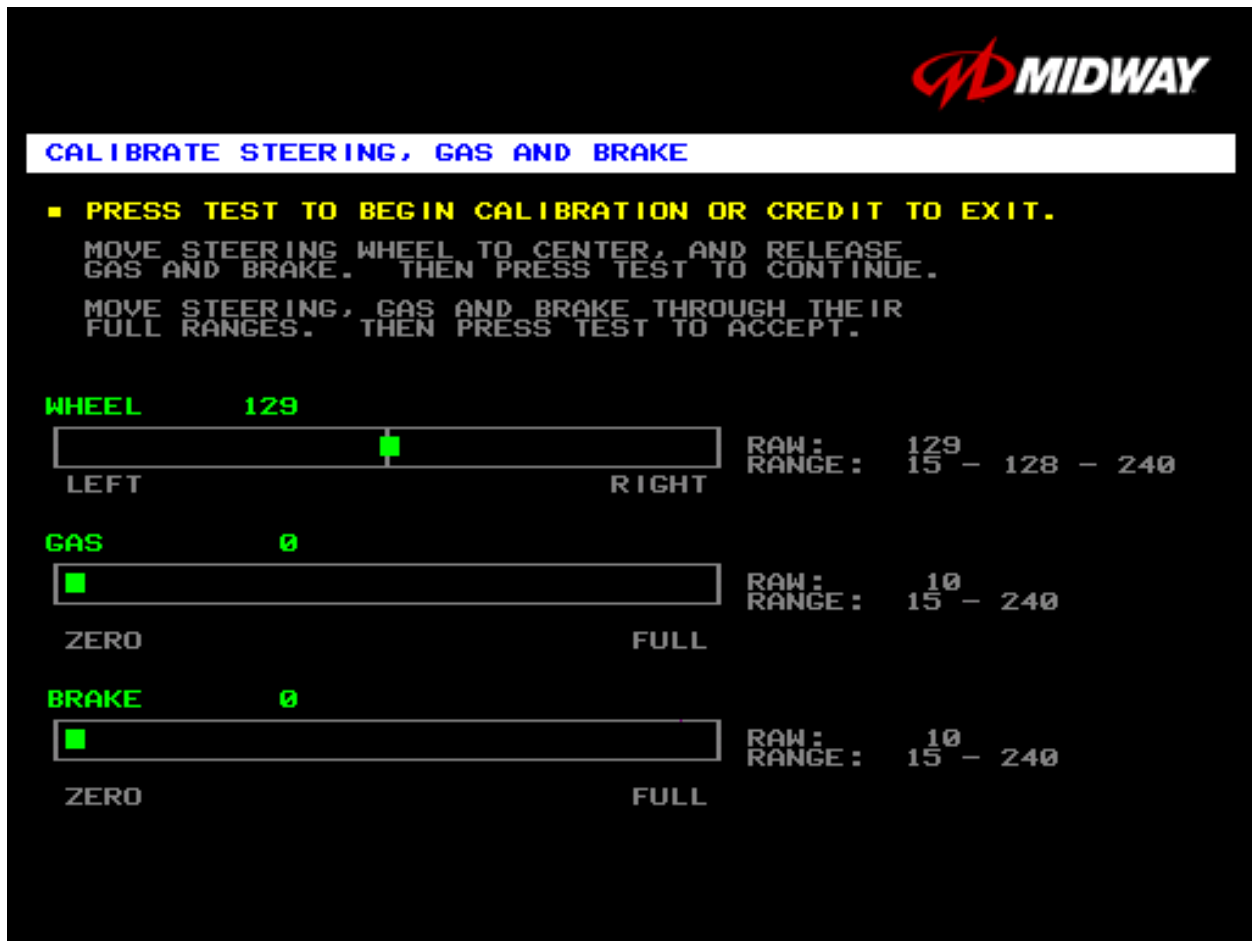 MIDWAY
CALIBRATE STEERING, GAS AND BRAKE
▪ PRESS TEST TO BEGIN CALIBRATION OR CREDIT TO EXIT.
MOVE STEERING WHEEL TO CENTER, AND RELEASE
GAS AND BRAKE. THEN PRESS TEST TO CONTINUE.
MOVE STEERING, GAS AND BRAKE THROUGH THEIR
FULL RANGES. THEN PRESS TEST TO ACCEPT.
WHEEL 129
RAW: 129
RANGE: 15 - 128 - 240
LEFT RIGHT
GAS 0
RAW: 10
RANGE: 15 - 240
ZERO FULL
BRAKE 0
RAW: 10
RANGE: 15 - 240
ZERO FULL